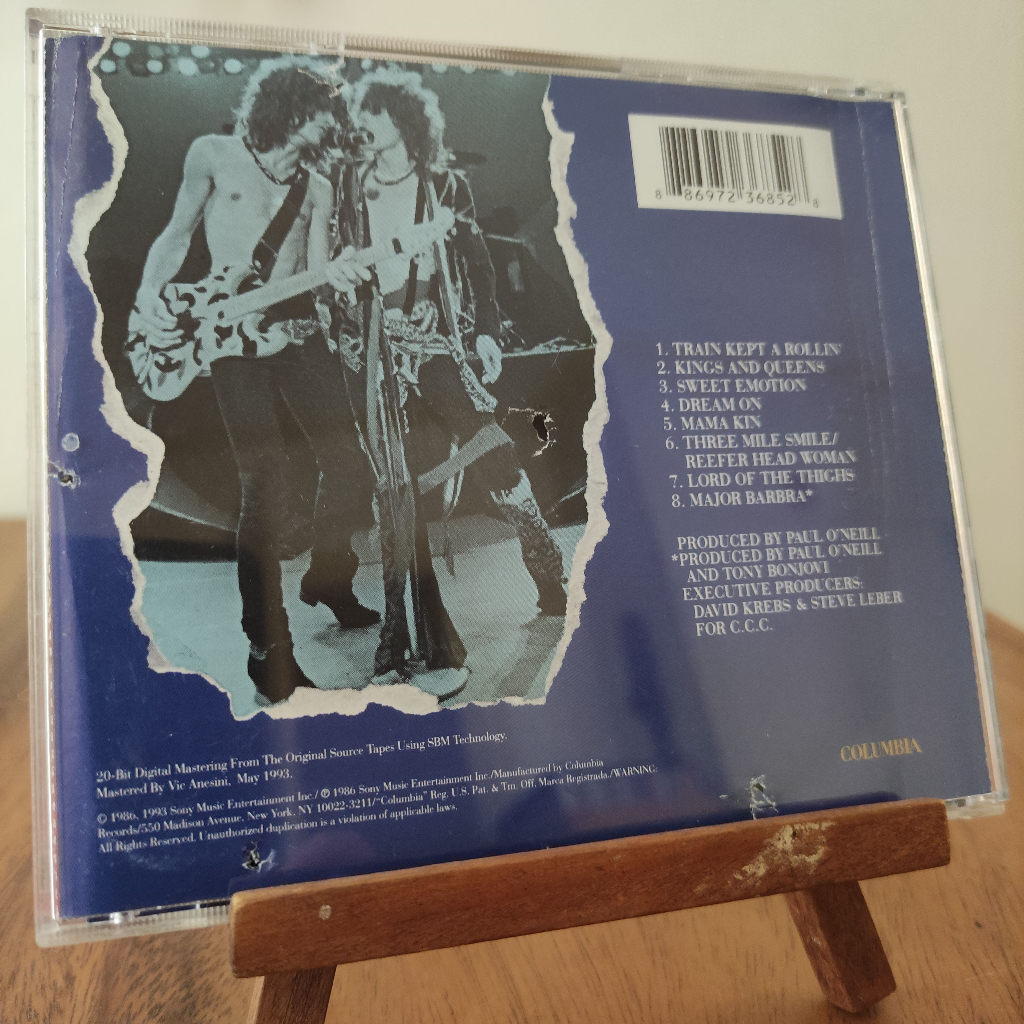 8 86972 36852 8
1. TRAIN KEPT A ROLLIN'
2. KINGS AND QUEENS
3. SWEET EMOTION
4. DREAM ON
5. MAMA KIN
6. THREE MILE SMILE/
REEFER HEAD WOMAN
7. LORD OF THE THIGHS
8. MAJOR BARBRA*
PRODUCED BY PAUL O'NEILL
*PRODUCED BY PAUL O'NEILL
AND TONY BONJOVI
EXECUTIVE PRODUCERS:
DAVID KREBS & STEVE LEBER
FOR C.C.C.
COLUMBIA
20-Bit Digital Mastering From The Original Source Tapes Using SBM Technology.
Mastered By Vic Anesini, May 1993.
© 1986, 1993 Sony Music Entertainment Inc./ ℗ 1986 Sony Music Entertainment Inc./Manufactured by Columbia
Records/550 Madison Avenue, New York, NY 10022-3211/"Columbia" Reg. U.S. Pat. & Tm. Off. Marca Registrada./WARNING:
All Rights Reserved. Unauthorized duplication is a violation of applicable laws.